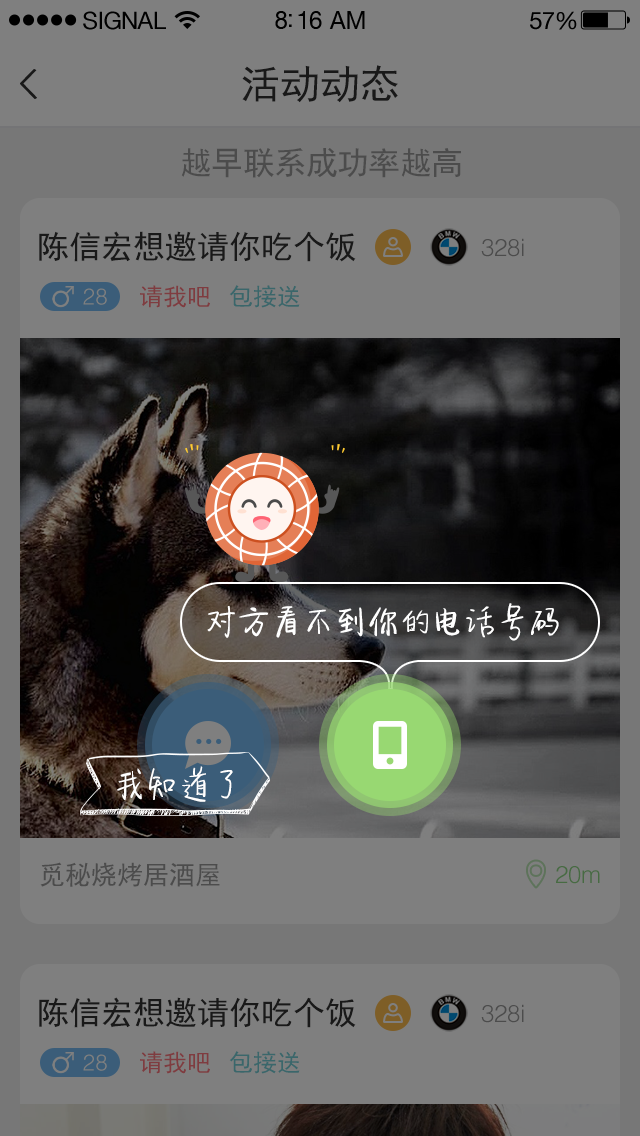 SIGNAL 8:16 AM 57%
活动动态
越早联系成功率越高
陈信宏想邀请你吃个饭 BMW 328i
28 请我吧 包接送
对方看不到你的电话号码
我知道了
觅秘烧烤居酒屋 20m
陈信宏想邀请你吃个饭 BMW 328i
28 请我吧 包接送